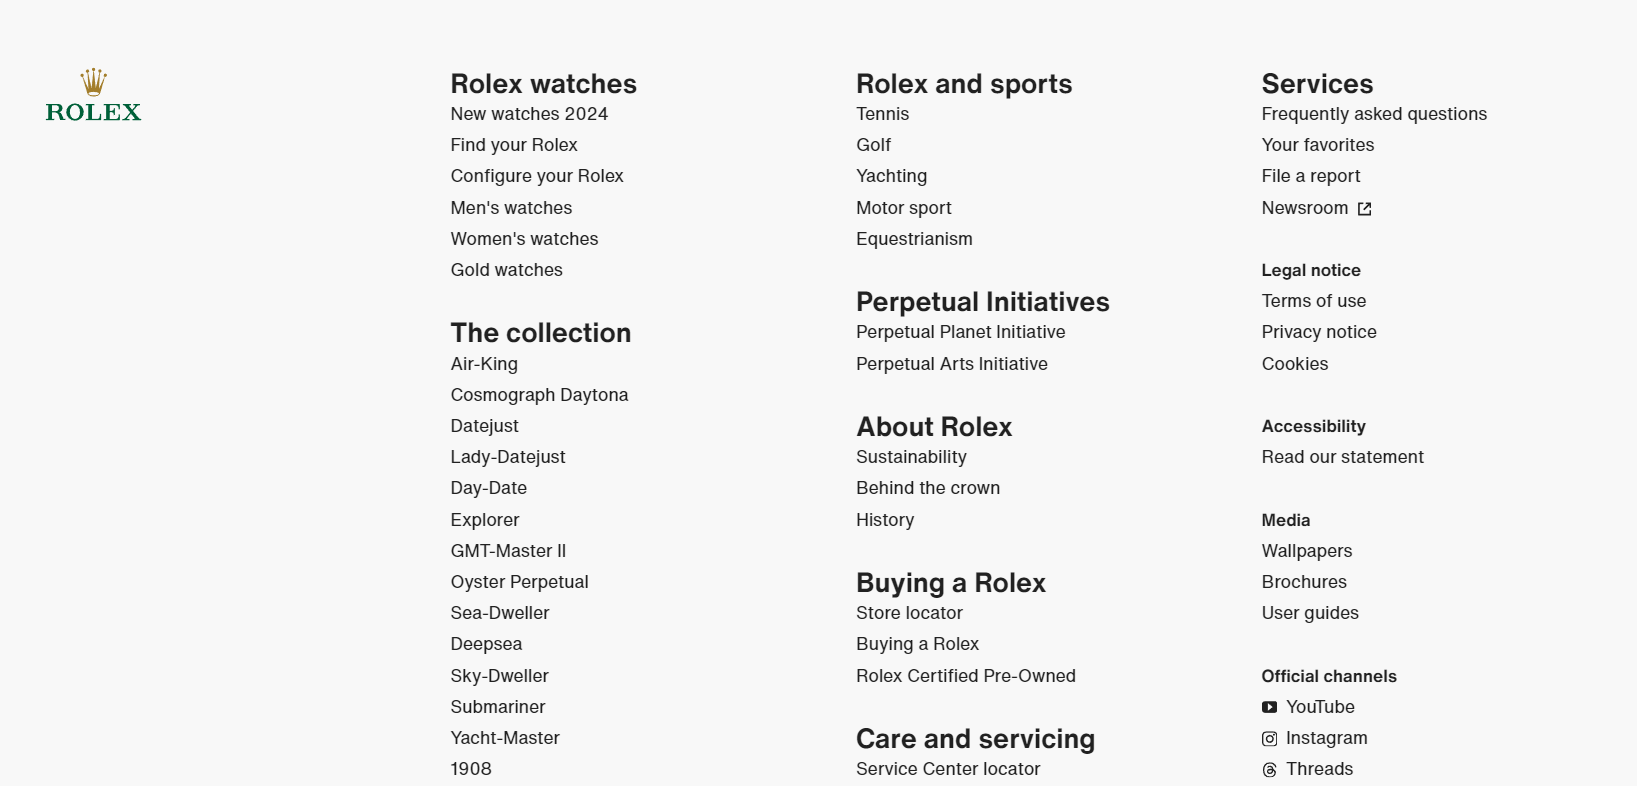 ROLEX
Rolex watches
New watches 2024
Find your Rolex
Configure your Rolex
Men's watches
Women's watches
Gold watches
The collection
Air-King
Cosmograph Daytona
Datejust
Lady-Datejust
Day-Date
Explorer
GMT-Master II
Oyster Perpetual
Sea-Dweller
Deepsea
Sky-Dweller
Submariner
Yacht-Master
1908
Rolex and sports
Tennis
Golf
Yachting
Motor sport
Equestrianism
Perpetual Initiatives
Perpetual Planet Initiative
Perpetual Arts Initiative
About Rolex
Sustainability
Behind the crown
History
Buying a Rolex
Store locator
Buying a Rolex
Rolex Certified Pre-Owned
Care and servicing
Service Center locator
Services
Frequently asked questions
Your favorites
File a report
Newsroom
Legal notice
Terms of use
Privacy notice
Cookies
Accessibility
Read our statement
Media
Wallpapers
Brochures
User guides
Official channels
YouTube
Instagram
Threads